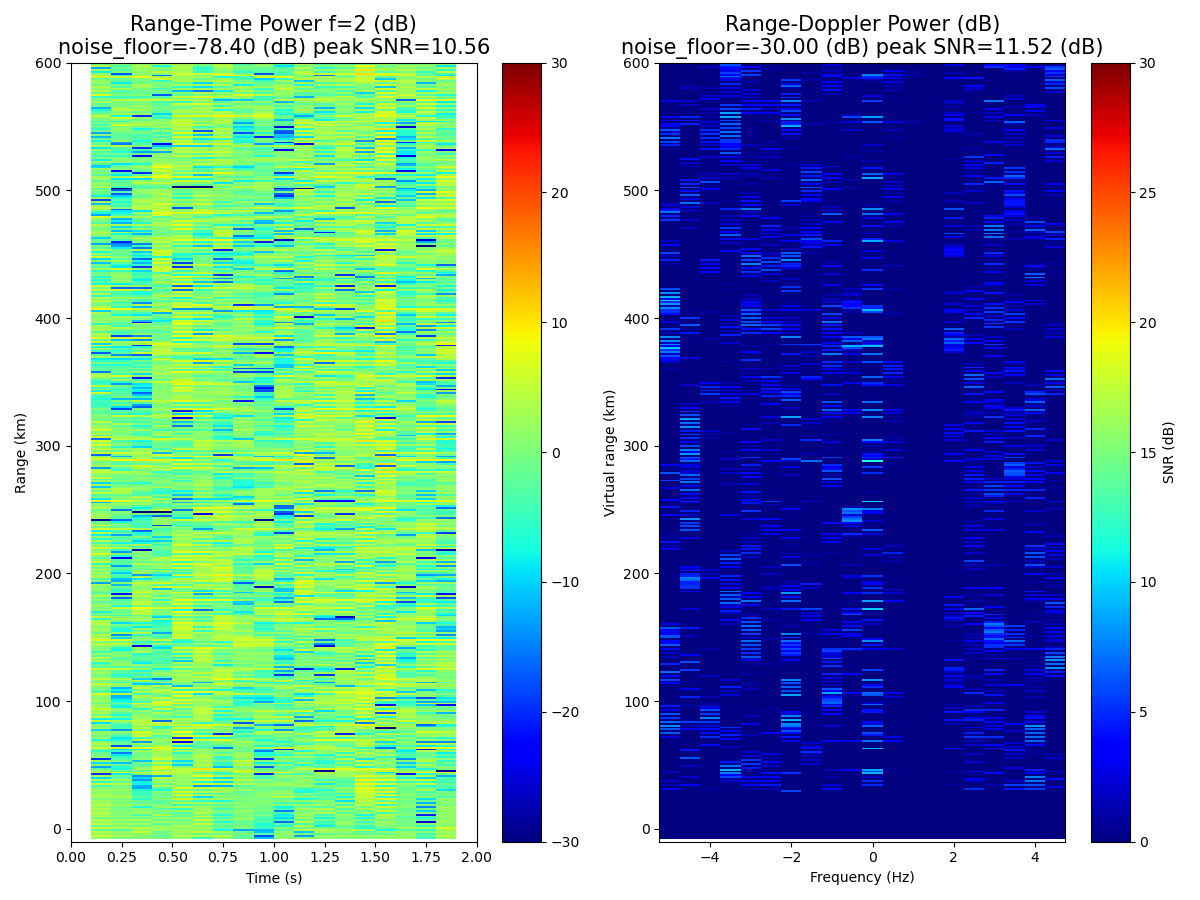 Range-Time Power f=2 (dB)
noise_floor=-78.40 (dB) peak SNR=10.56
Range (km)
600
500
400
300
200
100
0
0.00 0.25 0.50 0.75 1.00 1.25 1.50 1.75 2.00
Time (s)
30
20
10
0
−10
−20
−30
Range-Doppler Power (dB)
noise_floor=-30.00 (dB) peak SNR=11.52 (dB)
Virtual range (km)
600
500
400
300
200
100
0
−4 −2 0 2 4
Frequency (Hz)
30
25
20
15
10
5
0
SNR (dB)